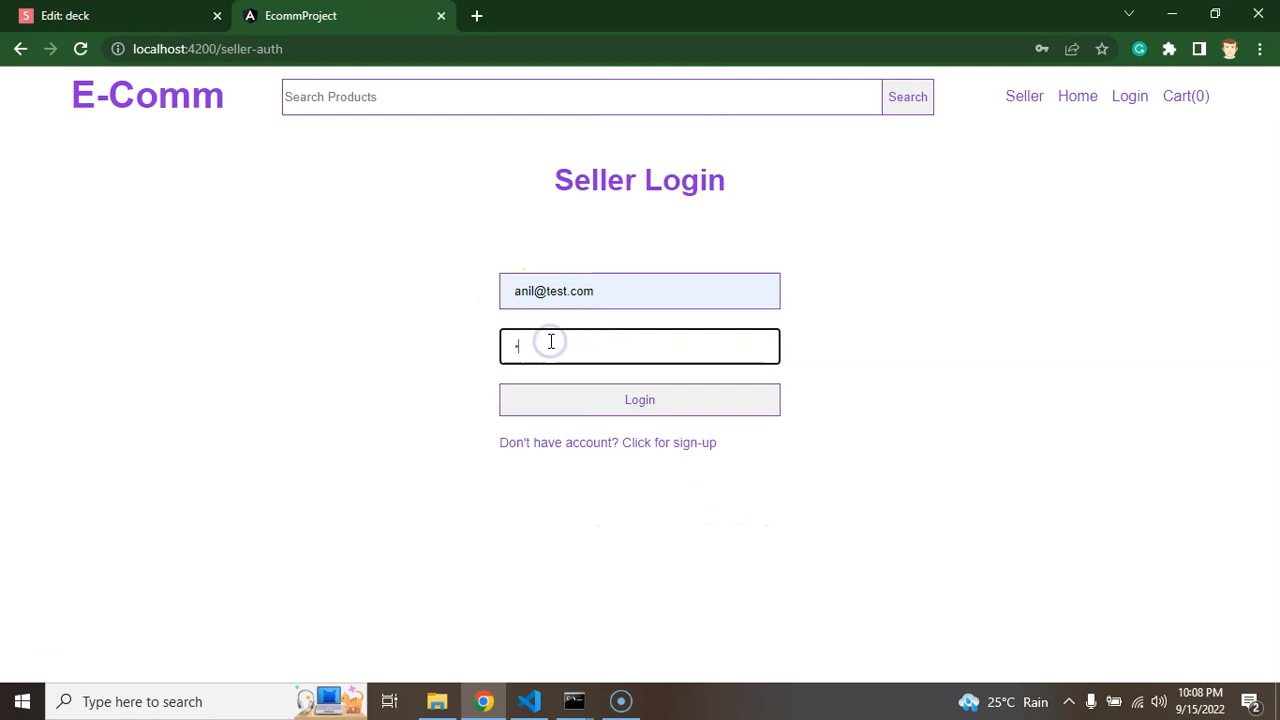 Edit: deck
EcommProject
localhost:4200/seller-auth
E-Comm
Search Products
Search
Seller
Home
Login
Cart(0)
Seller Login
anil@test.com
Login
Don't have account? Click for sign-up
Type here to search
25°C Rain
10:08 PM
9/15/2022
2